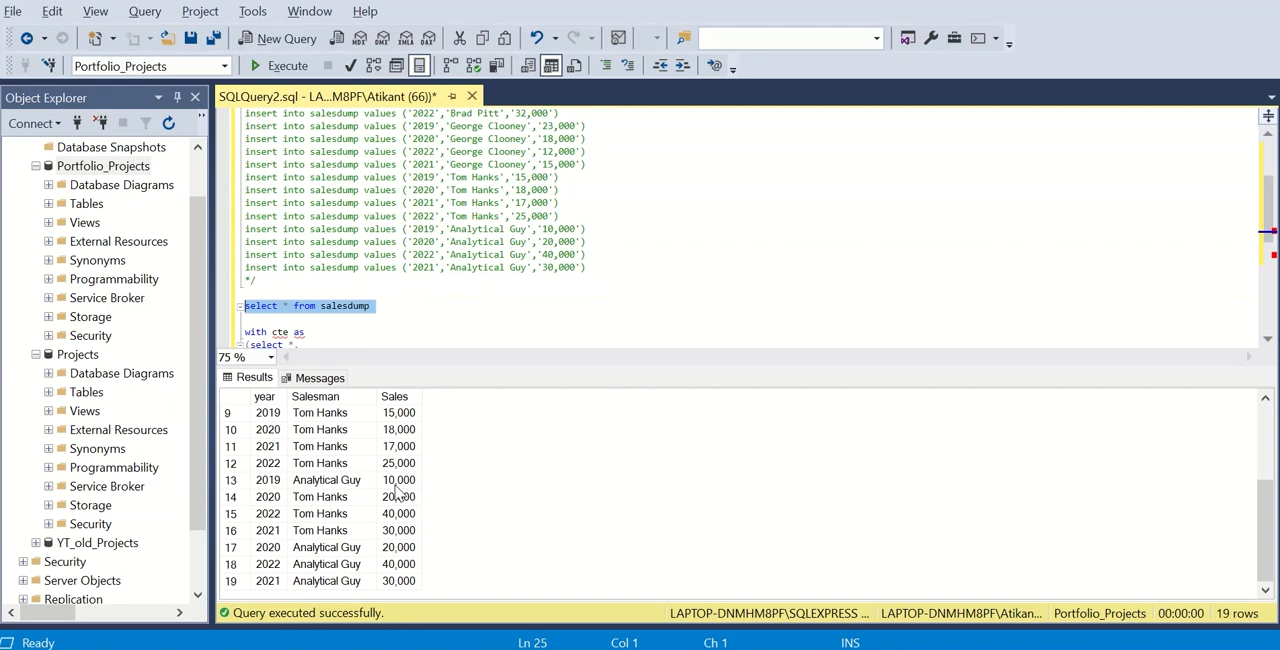 File Edit View Query Project Tools Window Help
New Query MDX DMX XMLA DAX
Portfolio_Projects Execute
Object Explorer
Connect
Database Snapshots
Portfolio_Projects
Database Diagrams
Tables
Views
External Resources
Synonyms
Programmability
Service Broker
Storage
Security
Projects
Database Diagrams
Tables
Views
External Resources
Synonyms
Programmability
Service Broker
Storage
Security
YT_old_Projects
Security
Server Objects
Replication
SQLQuery2.sql - LA...M8PF\Atikant (66))*
insert into salesdump values ('2022','Brad Pitt','32,000')
insert into salesdump values ('2019','George Clooney','23,000')
insert into salesdump values ('2020','George Clooney','18,000')
insert into salesdump values ('2022','George Clooney','12,000')
insert into salesdump values ('2021','George Clooney','15,000')
insert into salesdump values ('2019','Tom Hanks','15,000')
insert into salesdump values ('2020','Tom Hanks','18,000')
insert into salesdump values ('2021','Tom Hanks','17,000')
insert into salesdump values ('2022','Tom Hanks','25,000')
insert into salesdump values ('2019','Analytical Guy','10,000')
insert into salesdump values ('2020','Analytical Guy','20,000')
insert into salesdump values ('2022','Analytical Guy','40,000')
insert into salesdump values ('2021','Analytical Guy','30,000')
*/
select * from salesdump
with cte as
(select *,
75 %
Results Messages
year Salesman Sales
9 2019 Tom Hanks 15,000
10 2020 Tom Hanks 18,000
11 2021 Tom Hanks 17,000
12 2022 Tom Hanks 25,000
13 2019 Analytical Guy 10,000
14 2020 Tom Hanks 20,000
15 2022 Tom Hanks 40,000
16 2021 Tom Hanks 30,000
17 2020 Analytical Guy 20,000
18 2022 Analytical Guy 40,000
19 2021 Analytical Guy 30,000
Query executed successfully. LAPTOP-DNMHM8PF\SQLEXPRESS ... LAPTOP-DNMHM8PF\Atikan... Portfolio_Projects 00:00:00 19 rows
Ready Ln 25 Col 1 Ch 1 INS